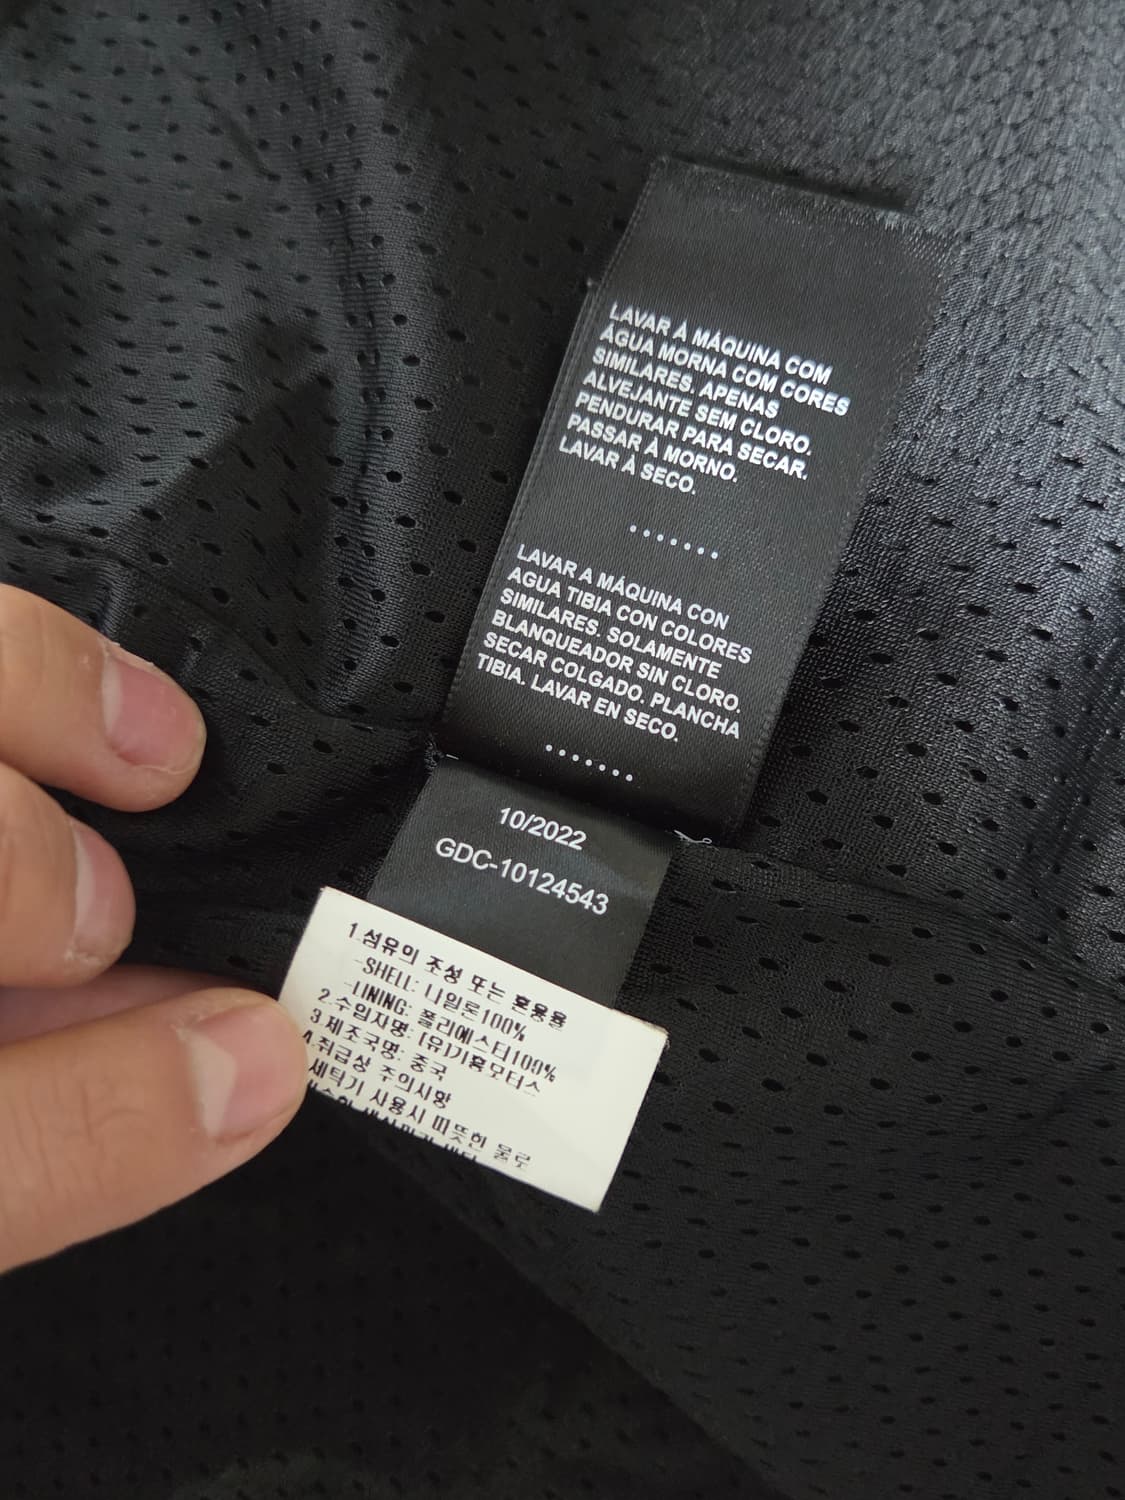 LAVAR À MÁQUINA COM
ÁGUA MORNA COM CORES
SIMILARES. APENAS
ALVEJANTE SEM CLORO.
PENDURAR PARA SECAR.
PASSAR À MORNO.
LAVAR À SECO.
.......
LAVAR A MÁQUINA CON
AGUA TIBIA CON COLORES
SIMILARES. SOLAMENTE
BLANQUEADOR SIN CLORO.
SECAR COLGADO. PLANCHA
TIBIA. LAVAR EN SECO.
.......
10/2022
GDC-10124543
1.섬유의 조성 또는 혼용율
-SHELL: 나일론100%
-LINING: 폴리에스터100%
2.수입자명: [유]기흥모터스
3.제조국명: 중국
4.취급상 주의사항
세탁기 사용시 따뜻한 물로